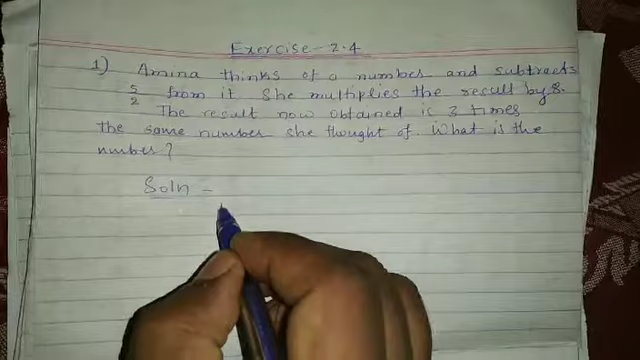 Exercise - 2.4
1) Amina thinks of a number and subtracts
5/2 from it. She multiplies the result by 8.
The result now obtained is 3 times
the same number she thought of. What is the
number?
Soln -